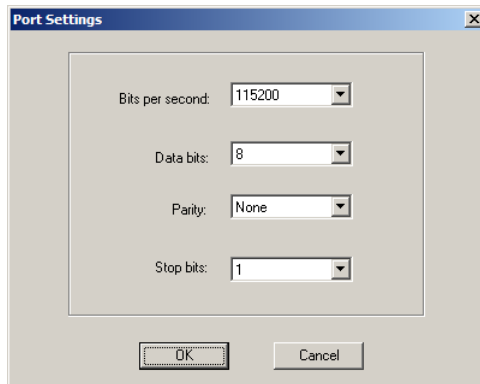 Port Settings
Bits per second: 115200
Data bits: 8
Parity: None
Stop bits: 1
OK Cancel